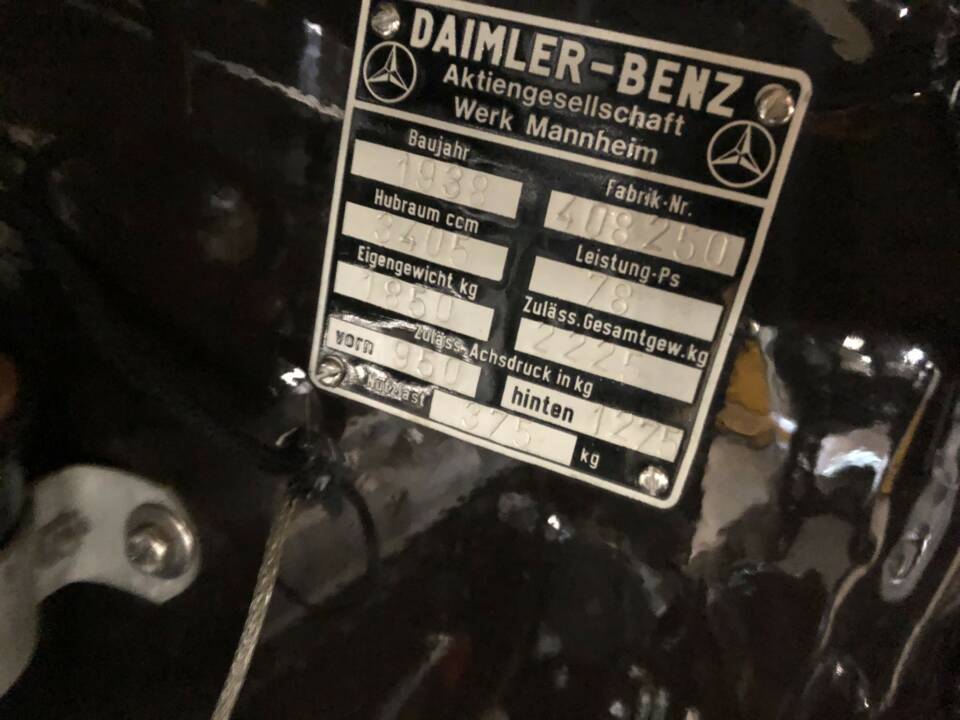 DAIMLER-BENZ
Aktiengesellschaft
Werk Mannheim
Baujahr
1938
Fabrik-Nr.
408250
Hubraum ccm
3405
Leistung-Ps
78
Eigengewicht kg
1850
Zuläss. Gesamtgew. kg
2225
Zuläss. Achsdruck in kg
vorn 950
hinten 1275
Nutzlast 375 kg